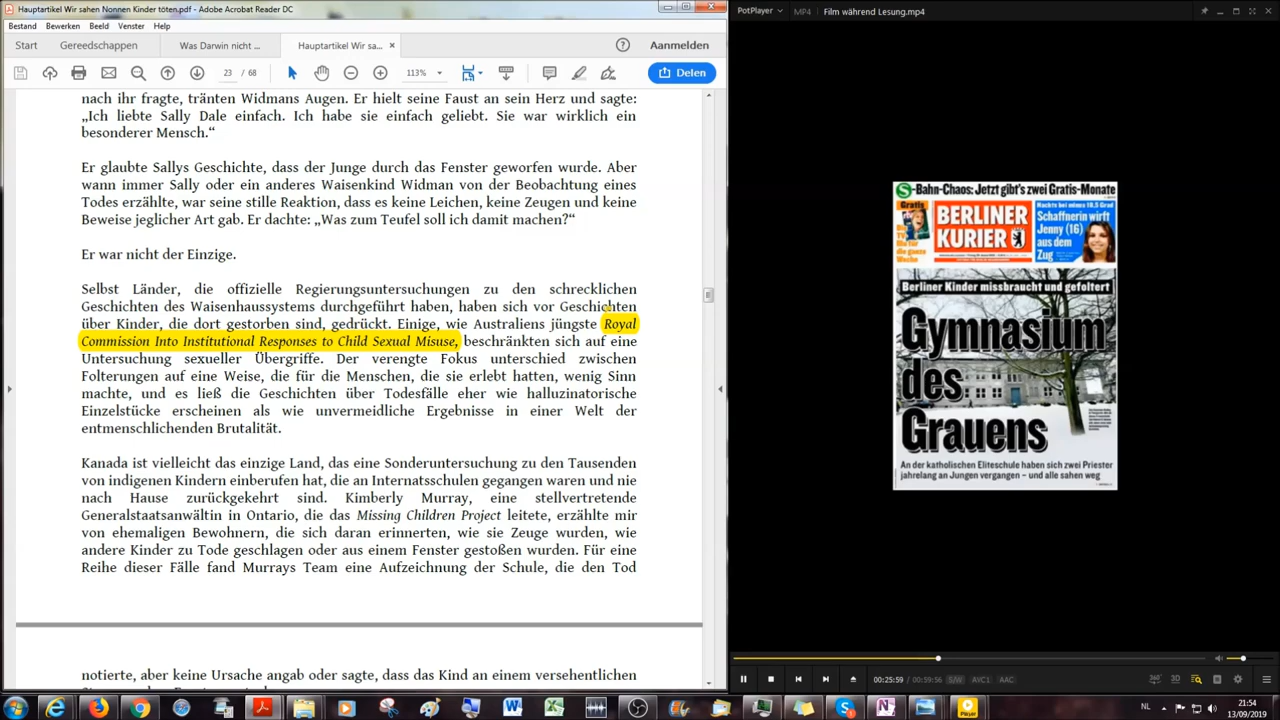 Hauptartikel Wir sahen Nonnen Kinder töten.pdf - Adobe Acrobat Reader DC
Bestand Bewerken Beeld Venster Help
Start Gereedschappen Was Darwin nicht ... Hauptartikel Wir sa... × Aanmelden
23 / 68 113% Delen
nach ihr fragte, tränten Widmans Augen. Er hielt seine Faust an sein Herz und sagte:
„Ich liebte Sally Dale einfach. Ich habe sie einfach geliebt. Sie war wirklich ein
besonderer Mensch.“
Er glaubte Sallys Geschichte, dass der Junge durch das Fenster geworfen wurde. Aber
wann immer Sally oder ein anderes Waisenkind Widman von der Beobachtung eines
Todes erzählte, war seine stille Reaktion, dass es keine Leichen, keine Zeugen und keine
Beweise jeglicher Art gab. Er dachte: „Was zum Teufel soll ich damit machen?“
Er war nicht der Einzige.
Selbst Länder, die offizielle Regierungsuntersuchungen zu den schrecklichen
Geschichten des Waisenhaussystems durchgeführt haben, haben sich vor Geschichten
über Kinder, die dort gestorben sind, gedrückt. Einige, wie Australiens jüngste Royal
Commission Into Institutional Responses to Child Sexual Misuse, beschränkten sich auf eine
Untersuchung sexueller Übergriffe. Der verengte Fokus unterschied zwischen
Folterungen auf eine Weise, die für die Menschen, die sie erlebt hatten, wenig Sinn
machte, und es ließ die Geschichten über Todesfälle eher wie halluzinatorische
Einzelstücke erscheinen als wie unvermeidliche Ergebnisse in einer Welt der
entmenschlichenden Brutalität.
Kanada ist vielleicht das einzige Land, das eine Sonderuntersuchung zu den Tausenden
von indigenen Kindern einberufen hat, die an Internatsschulen gegangen waren und nie
nach Hause zurückgekehrt sind. Kimberly Murray, eine stellvertretende
Generalstaatsanwältin in Ontario, die das Missing Children Project leitete, erzählte mir
von ehemaligen Bewohnern, die sich daran erinnerten, wie sie Zeuge wurden, wie
andere Kinder zu Tode geschlagen oder aus einem Fenster gestoßen wurden. Für eine
Reihe dieser Fälle fand Murrays Team eine Aufzeichnung der Schule, die den Tod
notierte, aber keine Ursache angab oder sagte, dass das Kind an einem versehentlichen
PotPlayer MP4 Film während Lesung.mp4
S-Bahn-Chaos: Jetzt gibt's zwei Gratis-Monate
Gratis
BERLINER
KURIER
Schaffnerin wirft
Jenny (16)
aus dem
Zug
Berliner Kinder missbraucht und gefoltert
Gymnasium
des
Grauens
An der katholischen Eliteschule haben sich zwei Priester
jahrelang an Jungen vergangen – und alle sahen weg
00:25:59 / 00:59:56 S/W AVC1 AAC
NL 21:54
13/09/2019